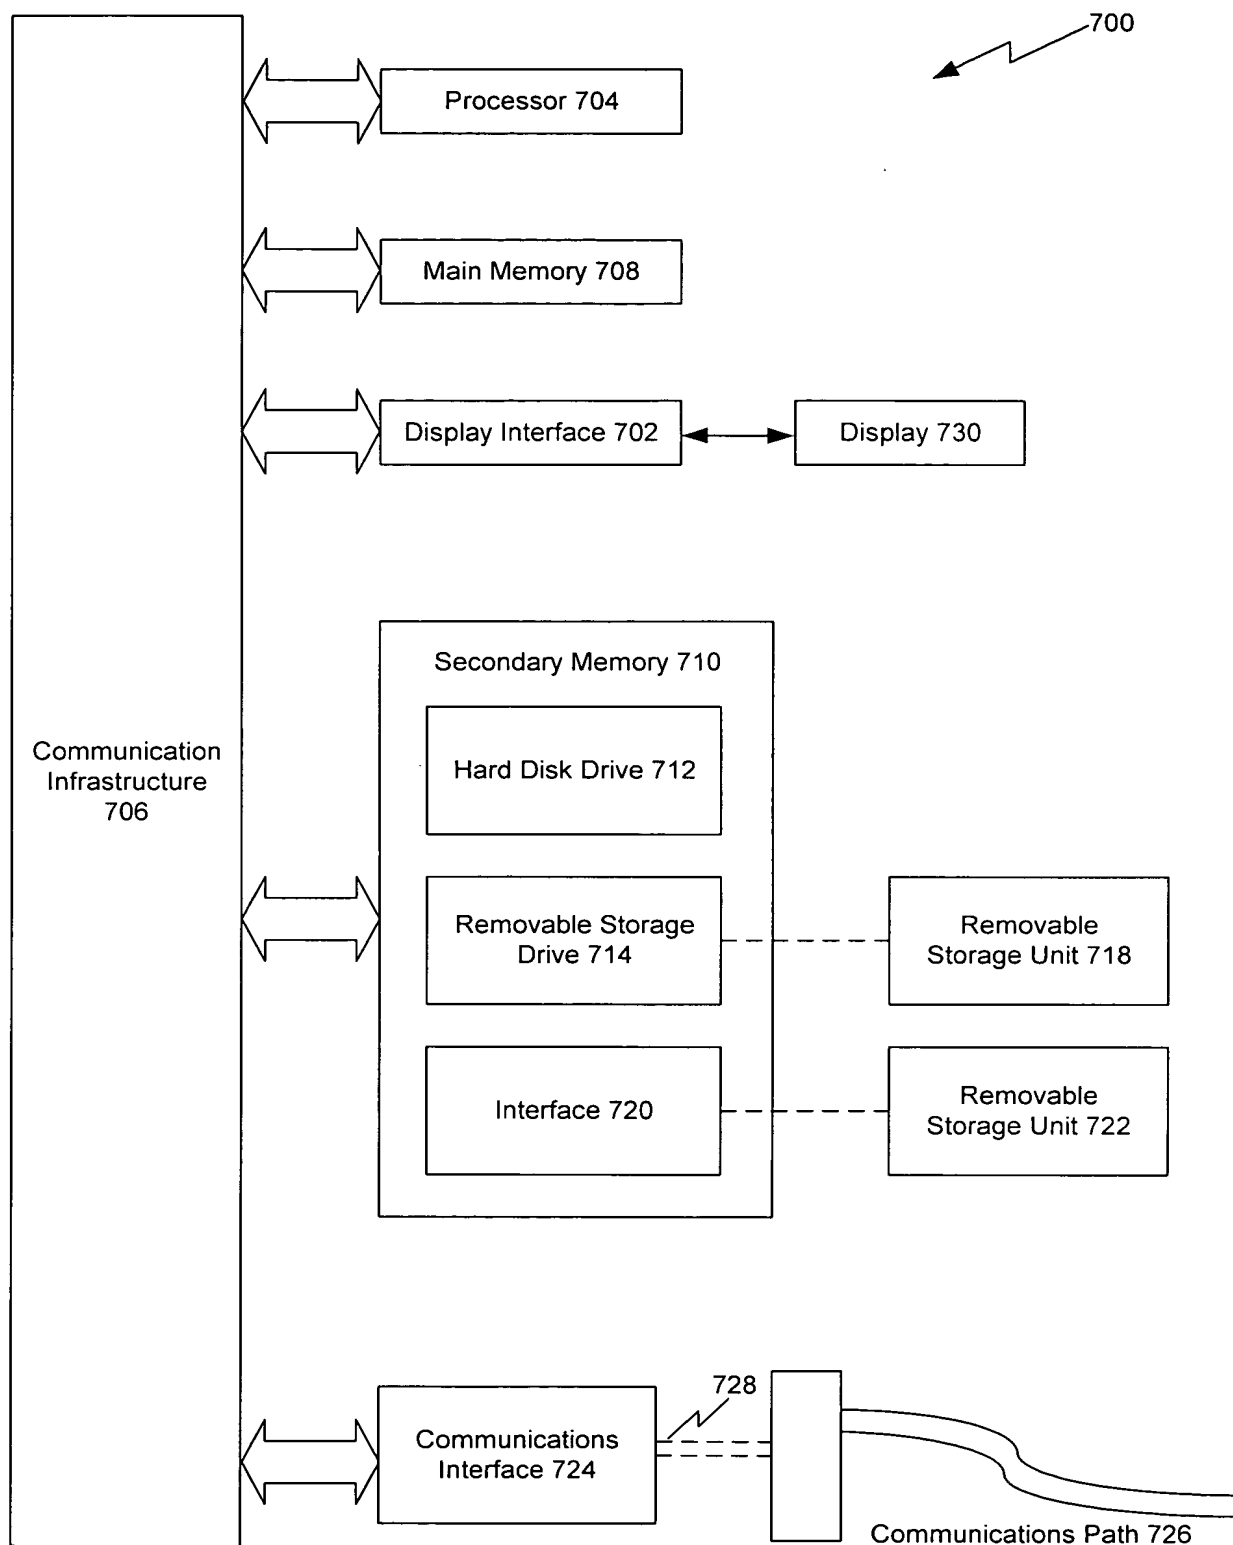 700
Processor 704
Main Memory 708
Display Interface 702
Display 730
Secondary Memory 710
Hard Disk Drive 712
Communication
Infrastructure
706
Removable Storage
Drive 714
Removable
Storage Unit 718
Interface 720
Removable
Storage Unit 722
728
Communications
Interface 724
Communications Path 726